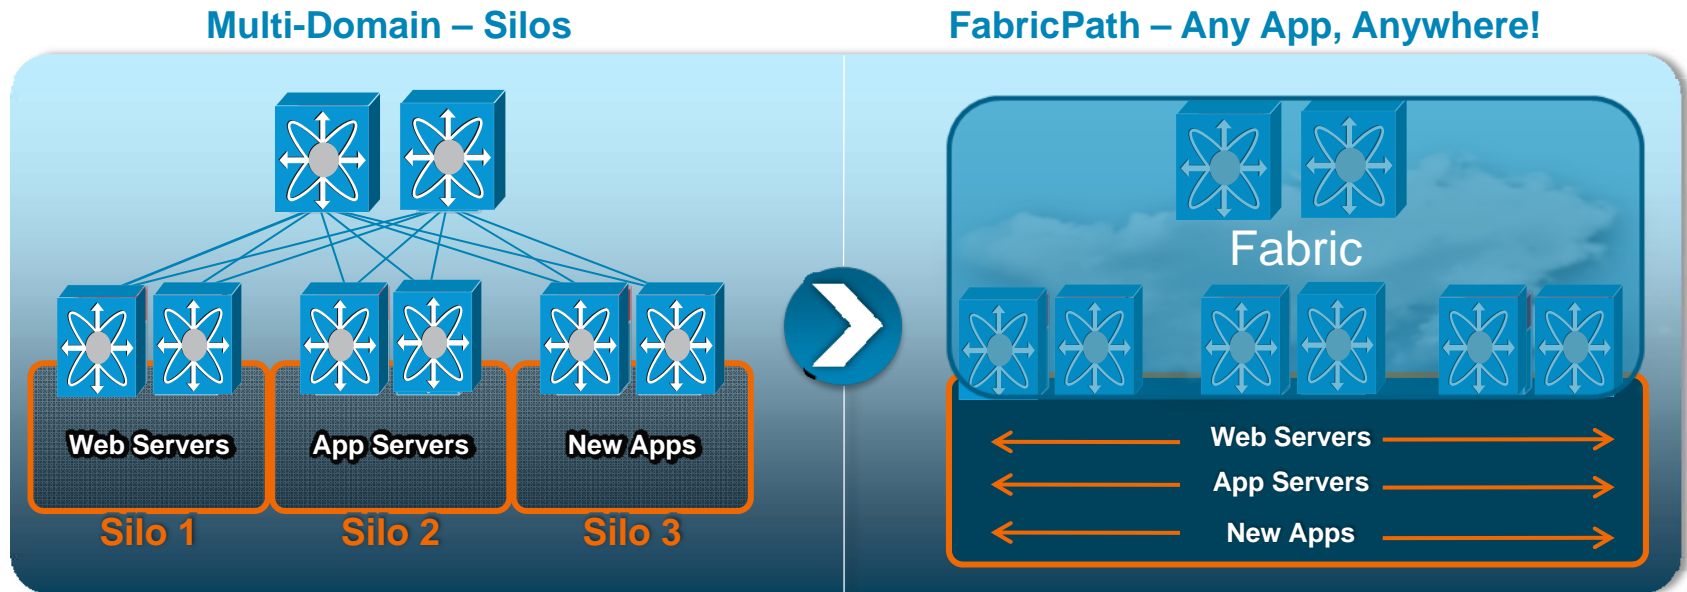 Multi-Domain – Silos
FabricPath – Any App, Anywhere!
Web Servers
App Servers
New Apps
Silo 1
Silo 2
Silo 3
Fabric
Web Servers
App Servers
New Apps